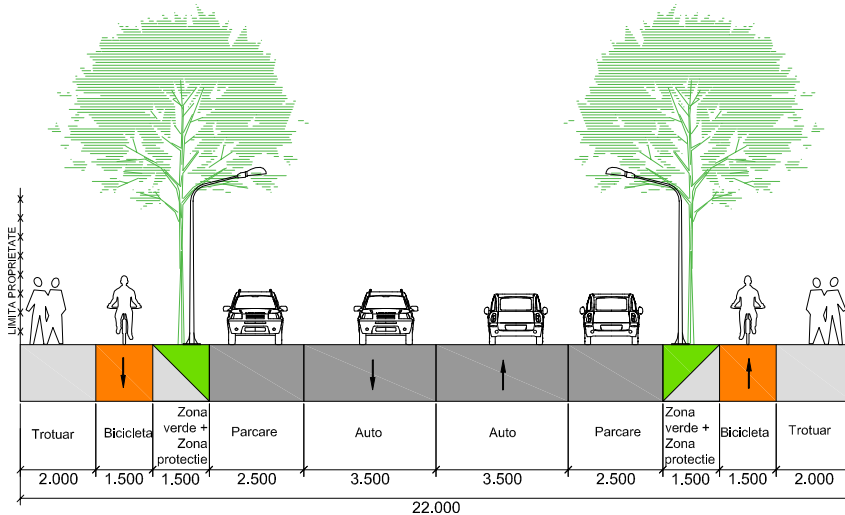 LIMITA PROPRIETATE
Trotuar
Bicicleta
Zona
verde +
Zona
protectie
Parcare
Auto
Auto
Parcare
Zona
verde +
Zona
protectie
Bicicleta
Trotuar
2.000
1.500
1.500
2.500
3.500
3.500
2.500
1.500
1.500
2.000
22.000